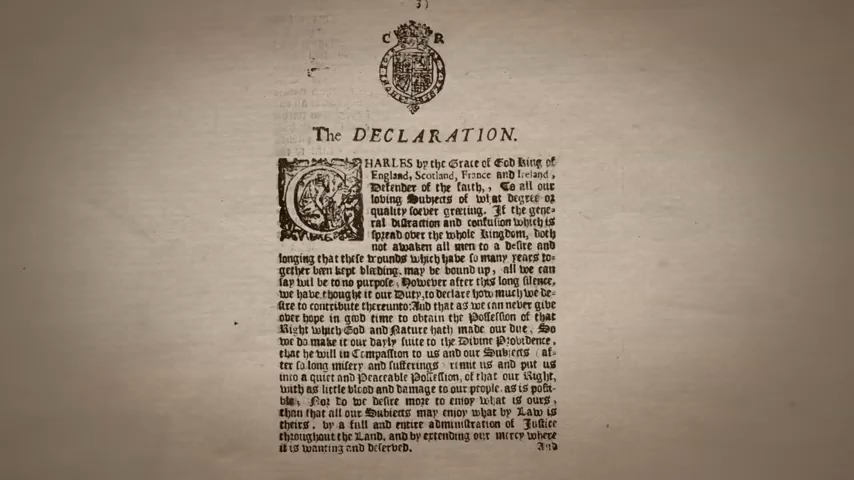 C R
The DECLARATION.
CHARLES by the Grace of God King of
England, Scotland, France and Ireland,
Defender of the faith,, To all our
loving Subjects of what degree or
quality soever greeting. If the gene-
ral distraction and confusion which is
spread over the whole Kingdom, doth
not awaken all men to a desire and
longing that these wounds which have so many years to-
gether been kept bleeding, may be bound up, all we can
say wil be to no purpose, However after this long silence,
we have thought it our Duty, to declare how much we de-
sire to contribute thereunto: And that as we can never give
over hope in good time to obtain the Possession of that
Right which God and Nature hath made our due, So
we do make it our dayly suite to the Divine Providence,
that he will in Compassion to us and our Subjects af-
ter so long misery and sufferings remit us and put us
into a quiet and Peaceable Possession, of that our Right,
with as little blood and damage to our people as is possi-
ble, Nor do we desire more to enjoy what is ours,
than that all our Subjects may enjoy what by Law is
theirs, by a full and entire administration of Justice
throughout the Land, and by extending our mercy where
it is wanting and deserved.
And